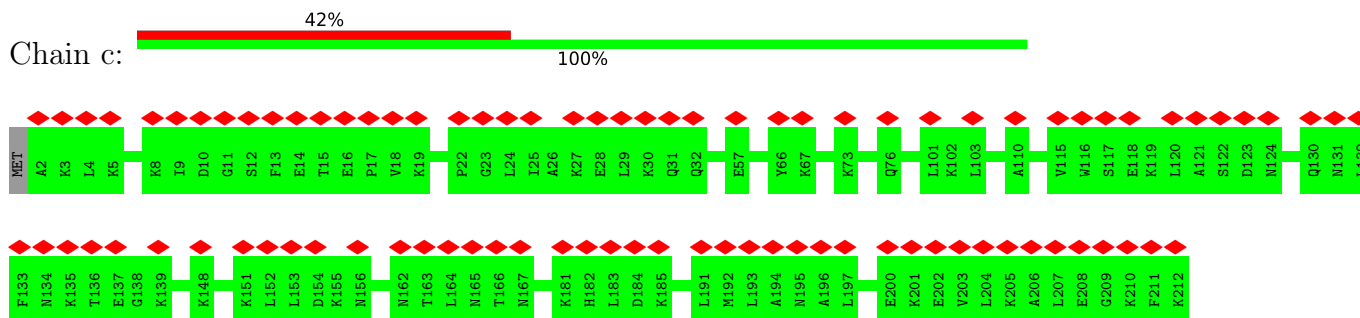 42%
Chain c:
100%
MET A2 K3 L4 K5 K8 I9 D10 G11 S12 F13 E14 T15 E16 P17 V18 K19 P22 G23 L24 I25 A26 K27 E28 L29 K30 Q31 Q32 E57 Y66 K67 K73 Q76 L101 K102 L103 A110 V115 W116 S117 E118 K119 L120 A121 S122 D123 N124 Q130 N131
F133 N134 K135 T136 E137 G138 K139 K148 K151 L152 L153 D154 K155 N156 N162 T163 L164 N165 T166 N167 K181 H182 L183 D184 K185 L191 M192 L193 A194 N195 A196 L197 E200 K201 E202 V203 L204 K205 A206 L207 E208 G209 K210 F211 K212